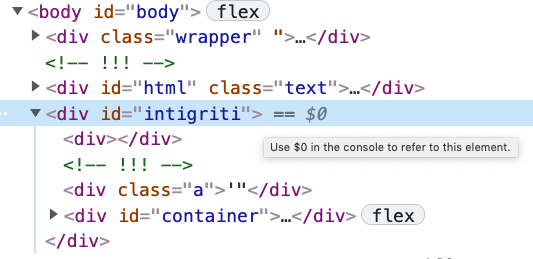 ▼<body id="body"> flex
▶<div class="wrapper" ">…</div>
<!-- !!! -->
▶<div id="html" class="text">…</div>
… ▼<div id="intigriti"> == $0
<div></div>
Use $0 in the console to refer to this element.
<!-- !!! -->
<div class="a">'"</div>
▶<div id="container">…</div> flex
</div>